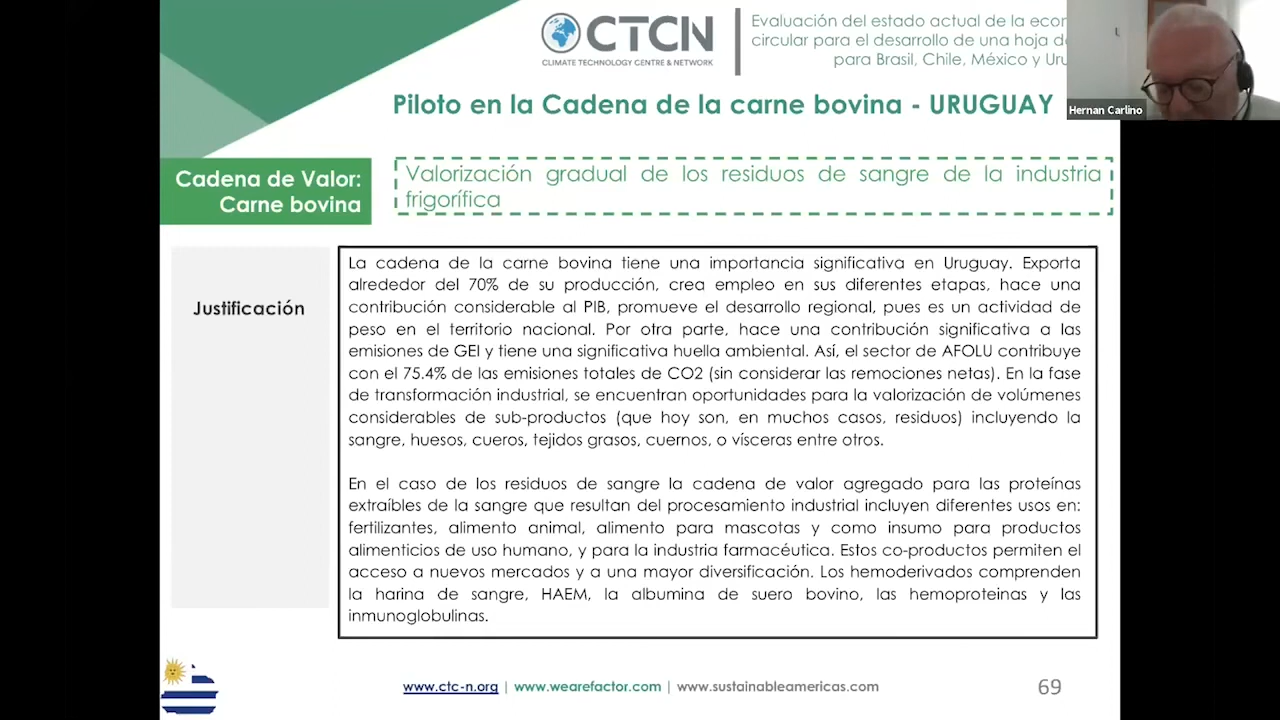 CTCN
CLIMATE TECHNOLOGY CENTRE & NETWORK
Evaluación del estado actual de la
circular para el desarrollo de una hoja
para Brasil, Chile, México y
Hernan Carlino
Piloto en la Cadena de la carne bovina - URUGUAY
Cadena de Valor:
Carne bovina
Valorización gradual de los residuos de sangre de la industria
frigorífica
Justificación
La cadena de la carne bovina tiene una importancia significativa en Uruguay. Exporta
alrededor del 70% de su producción, crea empleo en sus diferentes etapas, hace una
contribución considerable al PIB, promueve el desarrollo regional, pues es un actividad de
peso en el territorio nacional. Por otra parte, hace una contribución significativa a las
emisiones de GEI y tiene una significativa huella ambiental. Así, el sector de AFOLU contribuye
con el 75.4% de las emisiones totales de CO2 (sin considerar las remociones netas). En la fase
de transformación industrial, se encuentran oportunidades para la valorización de volúmenes
considerables de sub-productos (que hoy son, en muchos casos, residuos) incluyendo la
sangre, huesos, cueros, tejidos grasos, cuernos, o vísceras entre otros.
En el caso de los residuos de sangre la cadena de valor agregado para las proteínas
extraíbles de la sangre que resultan del procesamiento industrial incluyen diferentes usos en:
fertilizantes, alimento animal, alimento para mascotas y como insumo para productos
alimenticios de uso humano, y para la industria farmacéutica. Estos co-productos permiten el
acceso a nuevos mercados y a una mayor diversificación. Los hemoderivados comprenden
la harina de sangre, HAEM, la albumina de suero bovino, las hemoproteinas y las
inmunoglobulinas.
www.ctc-n.org | www.wearefactor.com | www.sustainableamericas.com
69